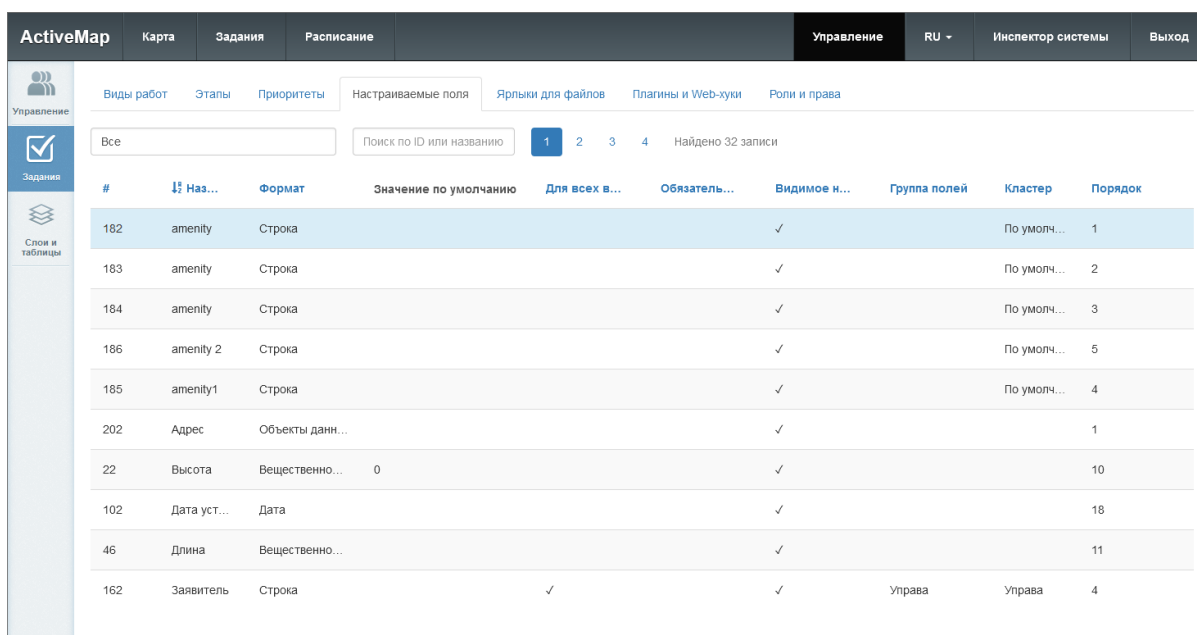 ActiveMap Карта Задания Расписание Управление RU Инспектор системы Выход
Управление
Задания
Слои и
таблицы
Виды работ Этапы Приоритеты Настраиваемые поля Ярлыки для файлов Плагины и Web-хуки Роли и права
Все Поиск по ID или названию 1 2 3 4 Найдено 32 записи
# Наз... Формат Значение по умолчанию Для всех в... Обязатель... Видимое н... Группа полей Кластер Порядок
182 amenity Строка ✓ По умолч... 1
183 amenity Строка ✓ По умолч... 2
184 amenity Строка ✓ По умолч... 3
186 amenity 2 Строка ✓ По умолч... 5
185 amenity1 Строка ✓ По умолч... 4
202 Адрес Объекты данн... ✓ 1
22 Высота Вещественно... 0 ✓ 10
102 Дата уст... Дата ✓ 18
46 Длина Вещественно... ✓ 11
162 Заявитель Строка ✓ ✓ Управа Управа 4